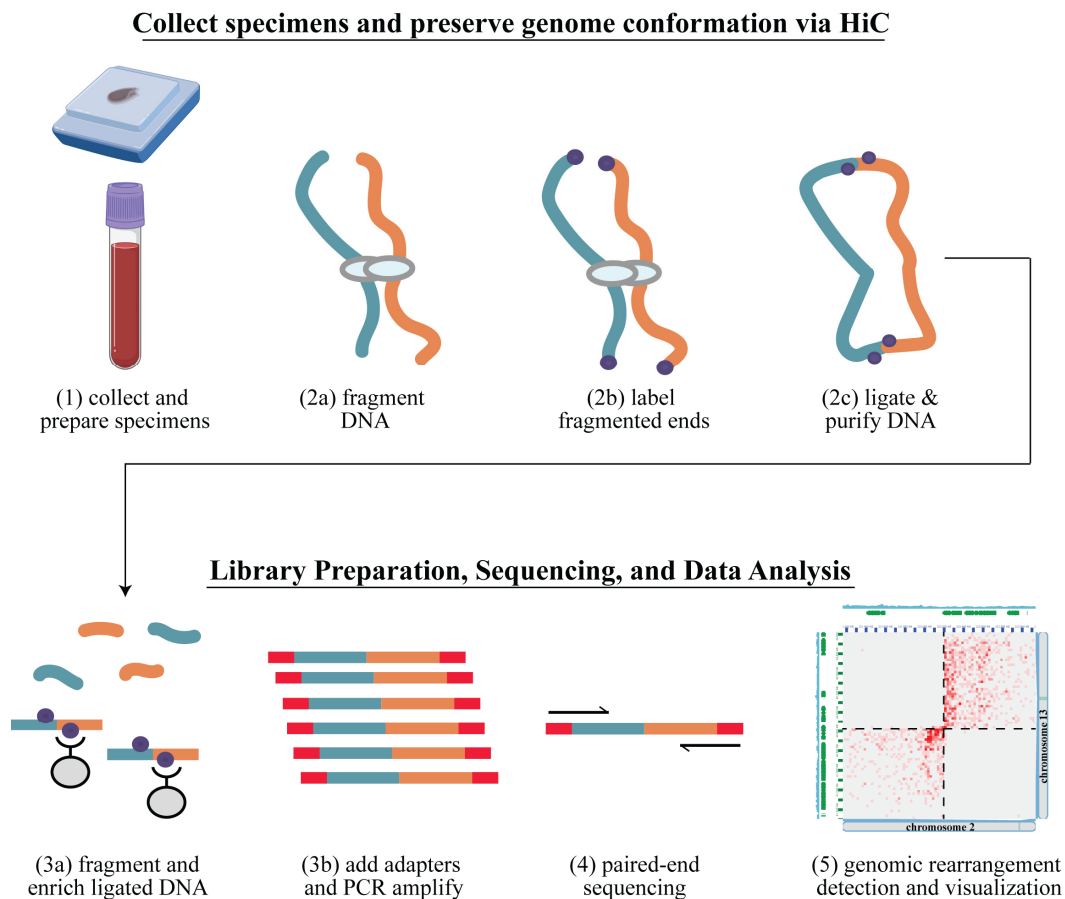 Collect specimens and preserve genome conformation via HiC
(1) collect and
prepare specimens
(2a) fragment
DNA
(2b) label
fragmented ends
(2c) ligate &
purify DNA
Library Preparation, Sequencing, and Data Analysis
chromosome 13
chromosome 2
(3a) fragment and
enrich ligated DNA
(3b) add adapters
and PCR amplify
(4) paired-end
sequencing
(5) genomic rearrangement
detection and visualization